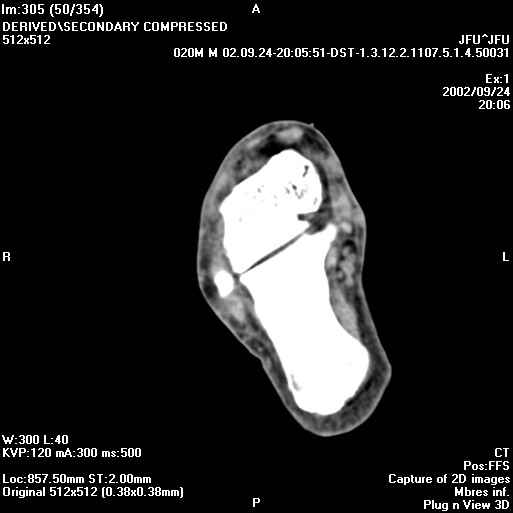 Im:305 (50/354)
A
DERIVED\SECONDARY COMPRESSED
512x512
JFU^JFU
020M M 02.09.24-20:05:51-DST-1.3.12.2.1107.5.1.4.50031
Ex:1
2002/09/24
20:06
R
L
W:300 L:40
KVP:120 mA:300 ms:500
CT
Pos:FFS
Loc:857.50mm ST:2.00mm
Capture of 2D images
Original 512x512 (0.38x0.38mm)
Mbres inf.
P
Plug n View 3D